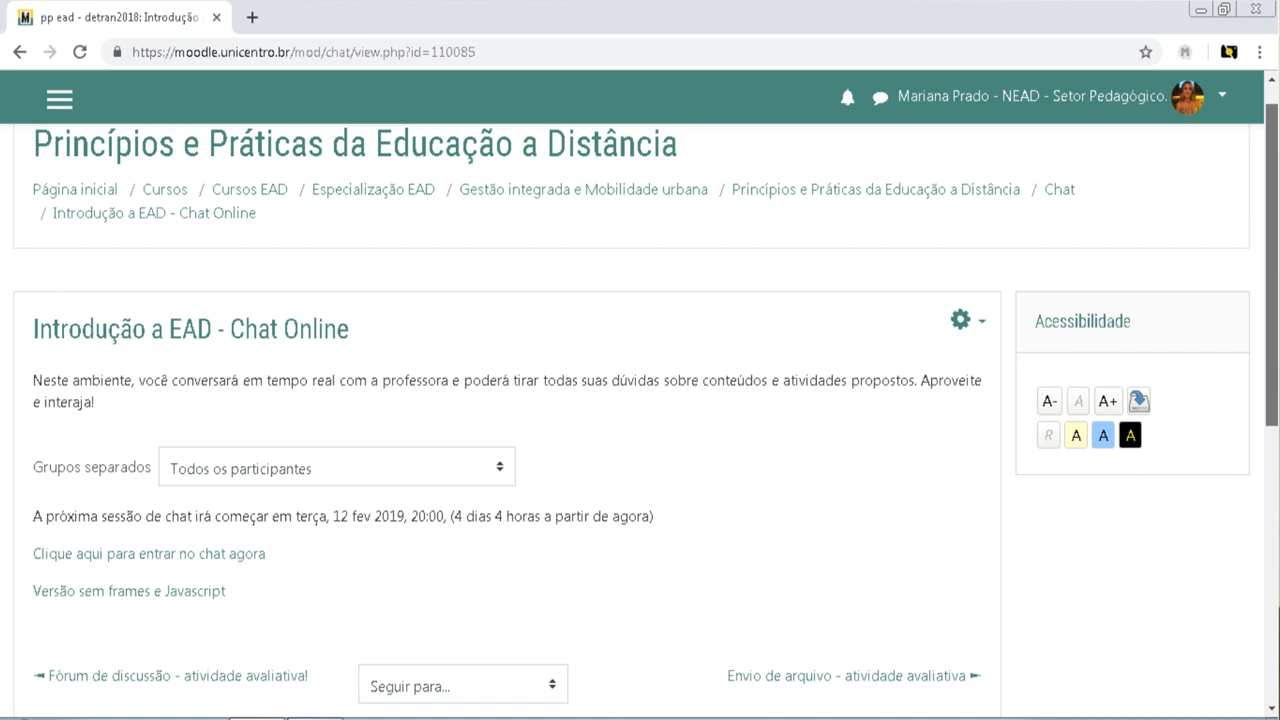 pp ead - detran2018: Introdução
https://moodle.unicentro.br/mod/chat/view.php?id=110085
Mariana Prado - NEAD - Setor Pedagógico.
Princípios e Práticas da Educação a Distância
Página inicial / Cursos / Cursos EAD / Especialização EAD / Gestão integrada e Mobilidade urbana / Princípios e Práticas da Educação a Distância / Chat
/ Introdução a EAD - Chat Online
Introdução a EAD - Chat Online
Acessibilidade
Neste ambiente, você conversará em tempo real com a professora e poderá tirar todas suas dúvidas sobre conteúdos e atividades propostos. Aproveite
e interaja!
A- A A+
R A A A
Grupos separados Todos os participantes
A próxima sessão de chat irá começar em terça, 12 fev 2019, 20:00, (4 dias 4 horas a partir de agora)
Clique aqui para entrar no chat agora
Versão sem frames e Javascript
◄ Fórum de discussão - atividade avaliativa!
Seguir para...
Envio de arquivo - atividade avaliativa ►